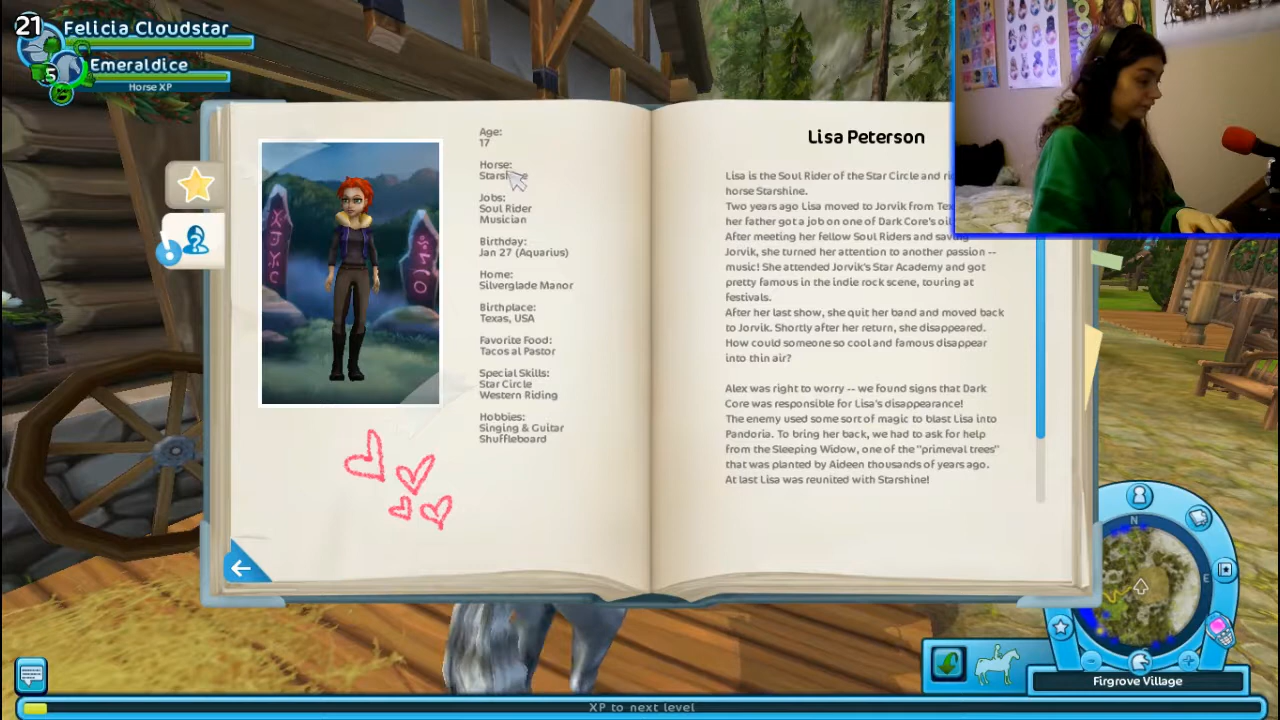 21 Felicia Cloudstar
5 Emeraldice
Horse XP
Age:
17
Horse:
Starshine
Jobs:
Soul Rider
Musician
Birthday:
Jan 27 (Aquarius)
Home:
Silverglade Manor
Birthplace:
Texas, USA
Favorite Food:
Tacos al Pastor
Special Skills:
Star Circle
Western Riding
Hobbies:
Singing & Guitar
Shuffleboard
Lisa Peterson
Lisa is the Soul Rider of the Star Circle and
horse Starshine.
Two years ago Lisa moved to Jorvik from
her father got a job on one of Dark Core's
After meeting her fellow Soul Riders and
Jorvik, she turned her attention to another passion --
music! She attended Jorvik's Star Academy and got
pretty famous in the indie rock scene, touring at
festivals.
After her last show, she quit her band and moved back
to Jorvik. Shortly after her return, she disappeared.
How could someone so cool and famous disappear
into thin air?
Alex was right to worry -- we found signs that Dark
Core was responsible for Lisa's disappearance!
The enemy used some sort of magic to blast Lisa into
Pandoria. To bring her back, we had to ask for help
from the Sleeping Widow, one of the "primeval trees"
that was planted by Aideen thousands of years ago.
At last Lisa was reunited with Starshine!
N
E
Firgrove Village
XP to next level